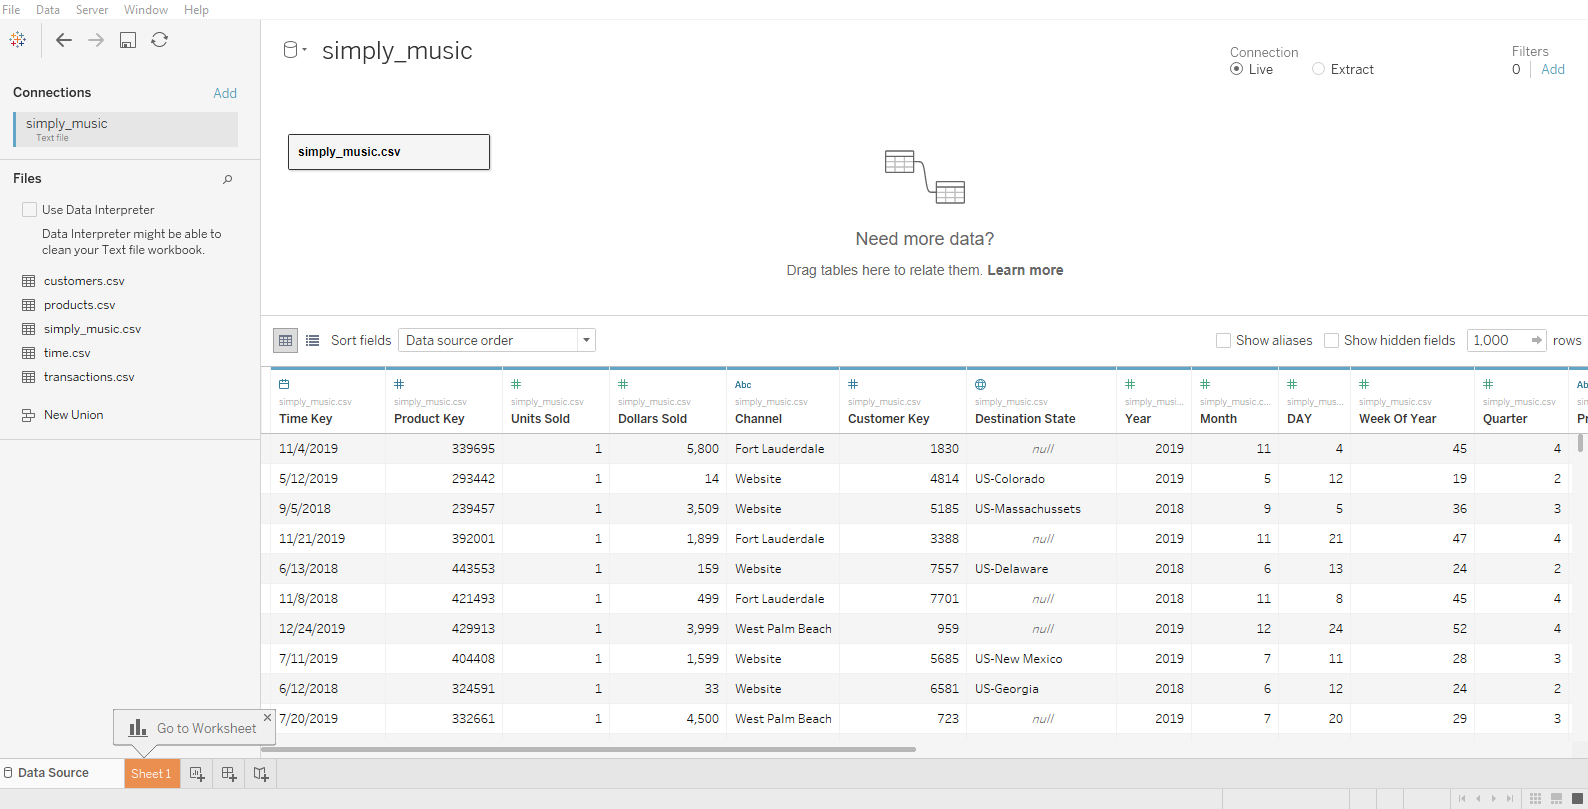 File Data Server Window Help
simply_music
Connection
Live Extract
Filters
0 Add
Connections Add
simply_music
Text file
Files
Use Data Interpreter
Data Interpreter might be able to
clean your Text file workbook.
customers.csv
products.csv
simply_music.csv
time.csv
transactions.csv
New Union
simply_music.csv
Need more data?
Drag tables here to relate them. Learn more
Sort fields Data source order Show aliases Show hidden fields 1,000 rows
# # # Abc # # # # # # Ab
simply_music.csv simply_music.csv simply_music.csv simply_music.csv simply_music.csv simply_music.csv simply_music.csv simply_musi... simply_music.c... simply_mus... simply_music.csv simply_music.csv sin
Time Key Product Key Units Sold Dollars Sold Channel Customer Key Destination State Year Month DAY Week Of Year Quarter Pr
11/4/2019 339695 1 5,800 Fort Lauderdale 1830 null 2019 11 4 45 4
5/12/2019 293442 1 14 Website 4814 US-Colorado 2019 5 12 19 2
9/5/2018 239457 1 3,509 Website 5185 US-Massachussets 2018 9 5 36 3
11/21/2019 392001 1 1,899 Fort Lauderdale 3388 null 2019 11 21 47 4
6/13/2018 443553 1 159 Website 7557 US-Delaware 2018 6 13 24 2
11/8/2018 421493 1 499 Fort Lauderdale 7701 null 2018 11 8 45 4
12/24/2019 429913 1 3,999 West Palm Beach 959 null 2019 12 24 52 4
7/11/2019 404408 1 1,599 Website 5685 US-New Mexico 2019 7 11 28 3
6/12/2018 324591 1 33 Website 6581 US-Georgia 2018 6 12 24 2
7/20/2019 332661 1 4,500 West Palm Beach 723 null 2019 7 20 29 3
Go to Worksheet
Data Source Sheet 1